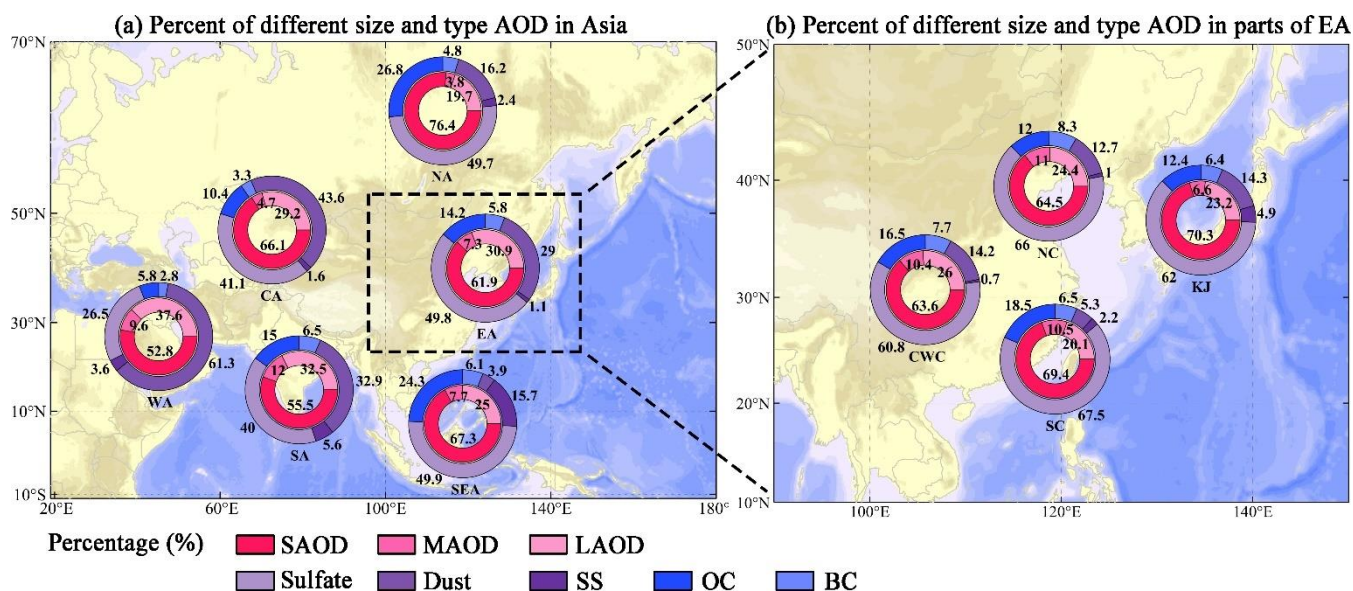 (a) Percent of different size and type AOD in Asia
(b) Percent of different size and type AOD in parts of EA
70°N
50°N
30°N
10°N
10°S
20°E
60°E
100°E
140°E
180°
4.8
26.8
16.2
3.8
2.4
19.7
76.4
49.7
NA
3.3
10.4
4.7
43.6
29.2
66.1
1.6
41.1
CA
5.8
14.2
7.3
30.9
29
61.9
1.1
49.8
EA
5.8
2.8
26.5
37.6
9.6
52.8
61.3
3.6
WA
15
6.5
12
32.5
32.9
55.5
40
5.6
SA
6.1
3.9
24.3
15.7
7.7
25
67.3
49.9
SEA
50°N
40°N
30°N
20°N
10°N
100°E
120°E
140°E
12
8.3
12.7
11
24.4
1
64.5
66
NC
12.4
6.4
14.3
6.6
23.2
4.9
70.3
62
KJ
16.5
7.7
14.2
10.4
26
0.7
63.6
60.8
CWC
18.5
6.5
5.3
2.2
10.5
20.1
69.4
67.5
SC
Percentage (%)
SAOD
MAOD
LAOD
Sulfate
Dust
SS
OC
BC